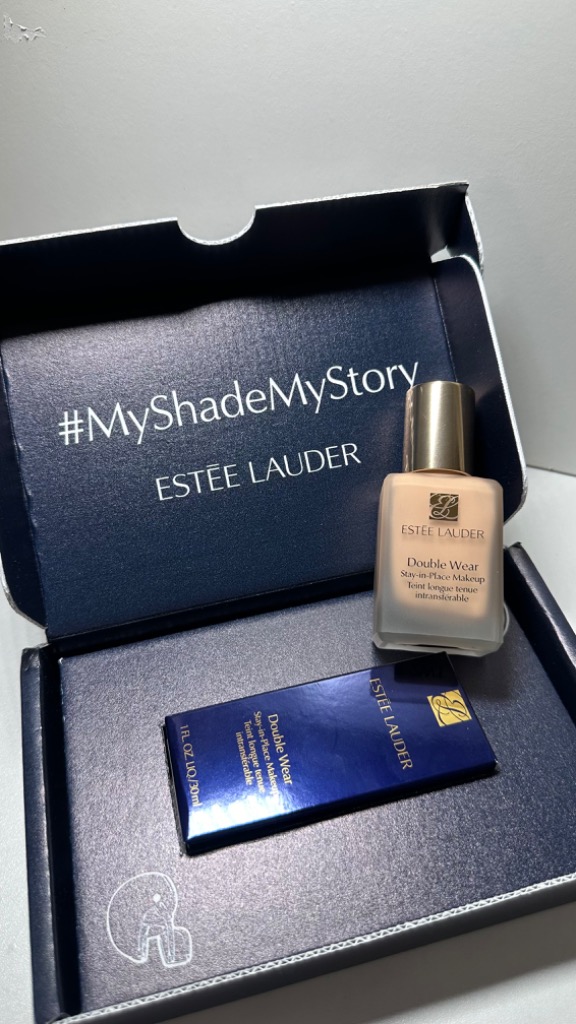 #MyShadeMyStory
ESTĒE LAUDER
ESTĒE LAUDER
Double Wear
Stay-in-Place Makeup
Teint longue tenue
intransférable
ESTĒE LAUDER
Double Wear
Stay-in-Place Makeup
Teint longue tenue
intransférable
1 FL. OZ. LIQ/30ml